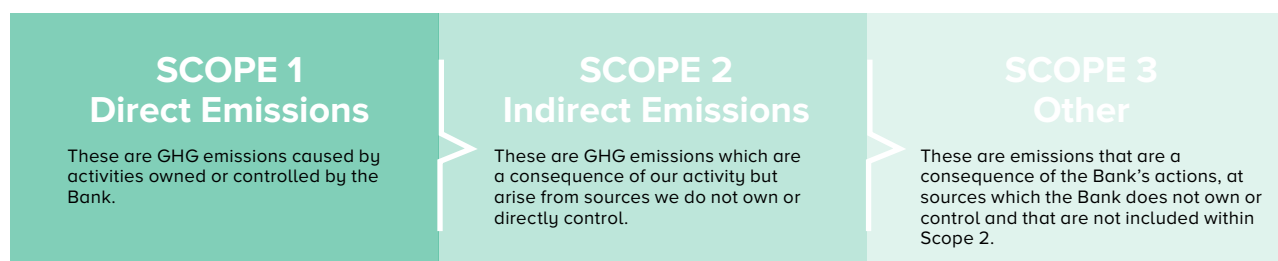 SCOPE 1
Direct Emissions
These are GHG emissions caused by
activities owned or controlled by the
Bank.
SCOPE 2
Indirect Emissions
These are GHG emissions which are
a consequence of our activity but
arise from sources we do not own or
directly control.
SCOPE 3
Other
These are emissions that are a
consequence of the Bank’s actions, at
sources which the Bank does not own or
control and that are not included within
Scope 2.